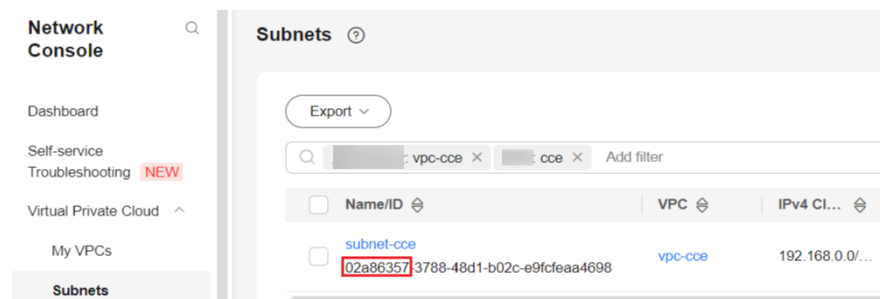 Network
Console
Dashboard
Self-service
Troubleshooting NEW
Virtual Private Cloud
My VPCs
Subnets
Subnets ?
Export
: vpc-cce × : cce × Add filter
Name/ID VPC IPv4 CI...
subnet-cce
02a86357-3788-48d1-b02c-e9fcfeaa4698
vpc-cce
192.168.0.0/...